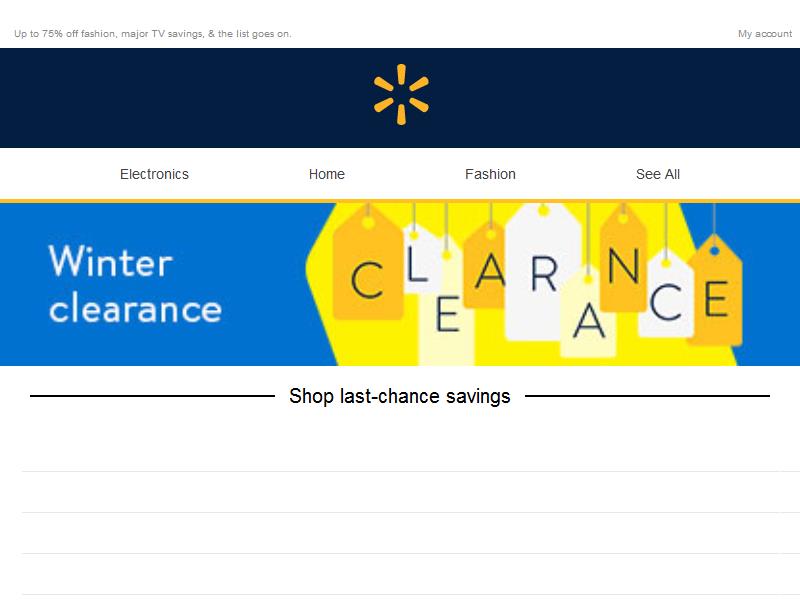 Up to 75% off fashion, major TV savings, & the list goes on.
My account
Electronics Home Fashion See All
Winter
clearance
CLEARANCE
Shop last-chance savings